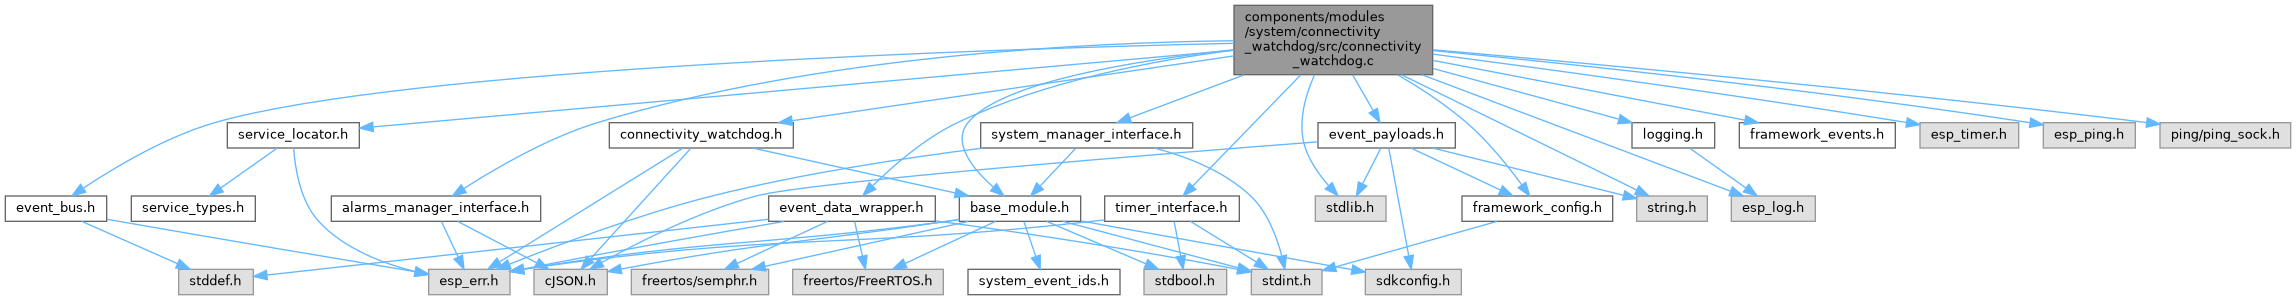 components/modules
/system/connectivity
_watchdog/src/connectivity
_watchdog.c
service_locator.h
connectivity_watchdog.h
system_manager_interface.h
event_payloads.h
logging.h
framework_events.h
esp_timer.h
esp_ping.h
ping/ping_sock.h
event_bus.h
service_types.h
alarms_manager_interface.h
event_data_wrapper.h
base_module.h
timer_interface.h
stdlib.h
framework_config.h
string.h
esp_log.h
stddef.h
esp_err.h
cJSON.h
freertos/semphr.h
freertos/FreeRTOS.h
system_event_ids.h
stdbool.h
stdint.h
sdkconfig.h